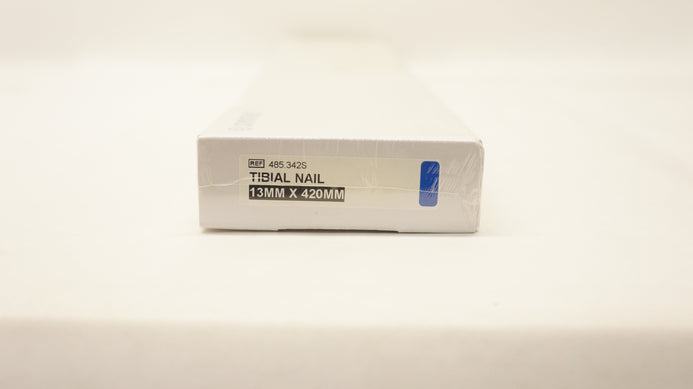 REF 485.342S
TIBIAL NAIL
13MM X 420MM